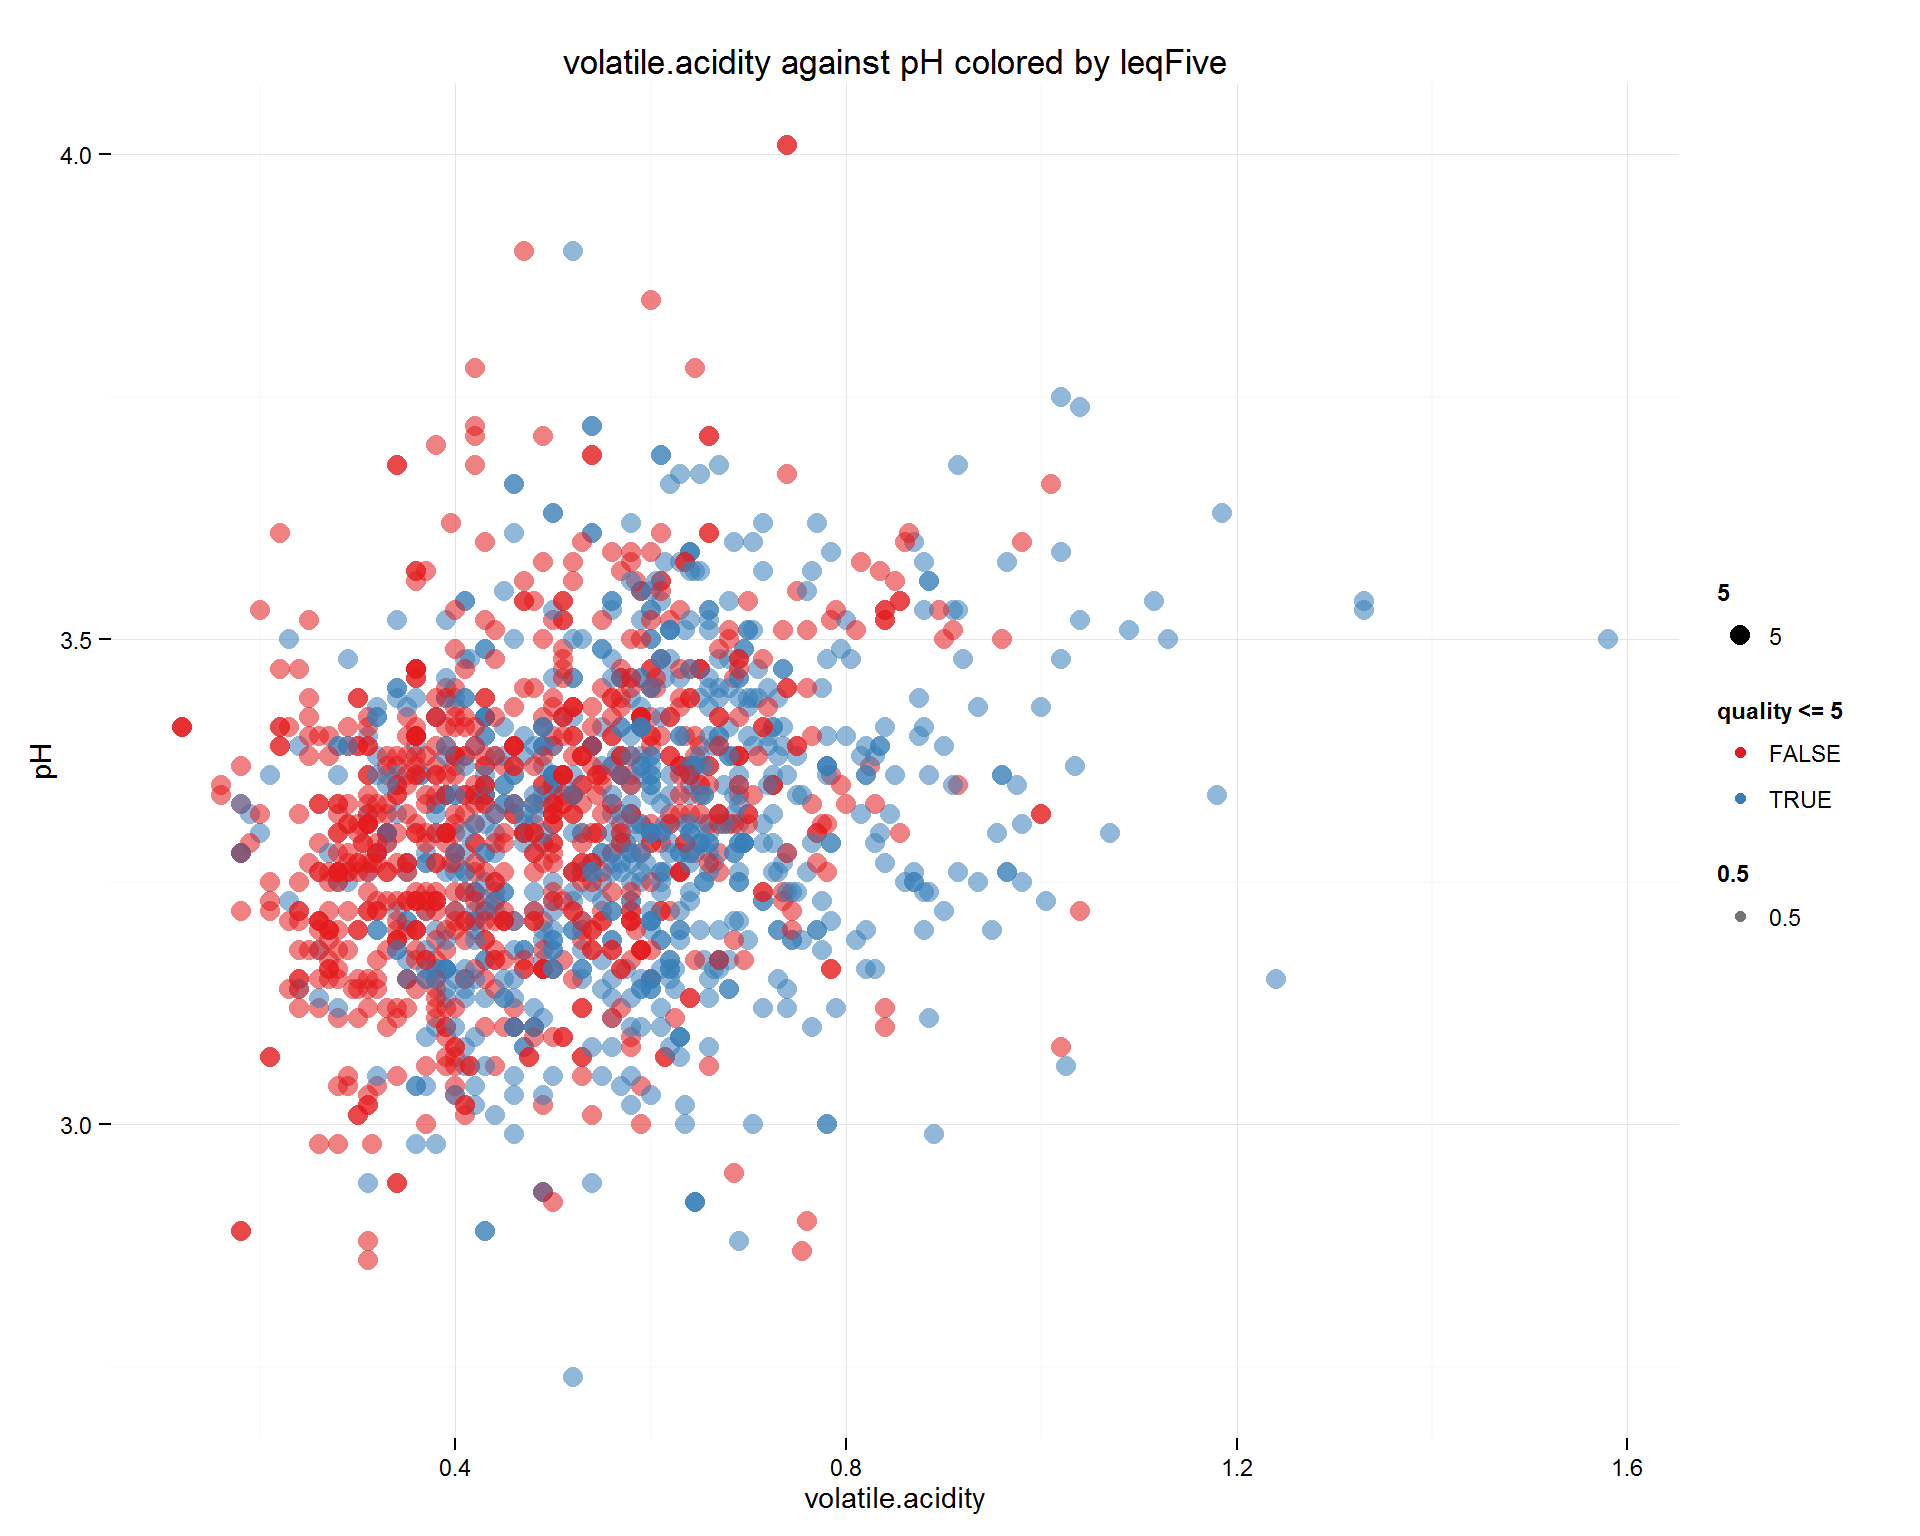 volatile.acidity against pH colored by leqFive
4.0
3.5
3.0
pH
0.4 0.8 1.2 1.6
volatile.acidity
5
5
quality <= 5
FALSE
TRUE
0.5
0.5